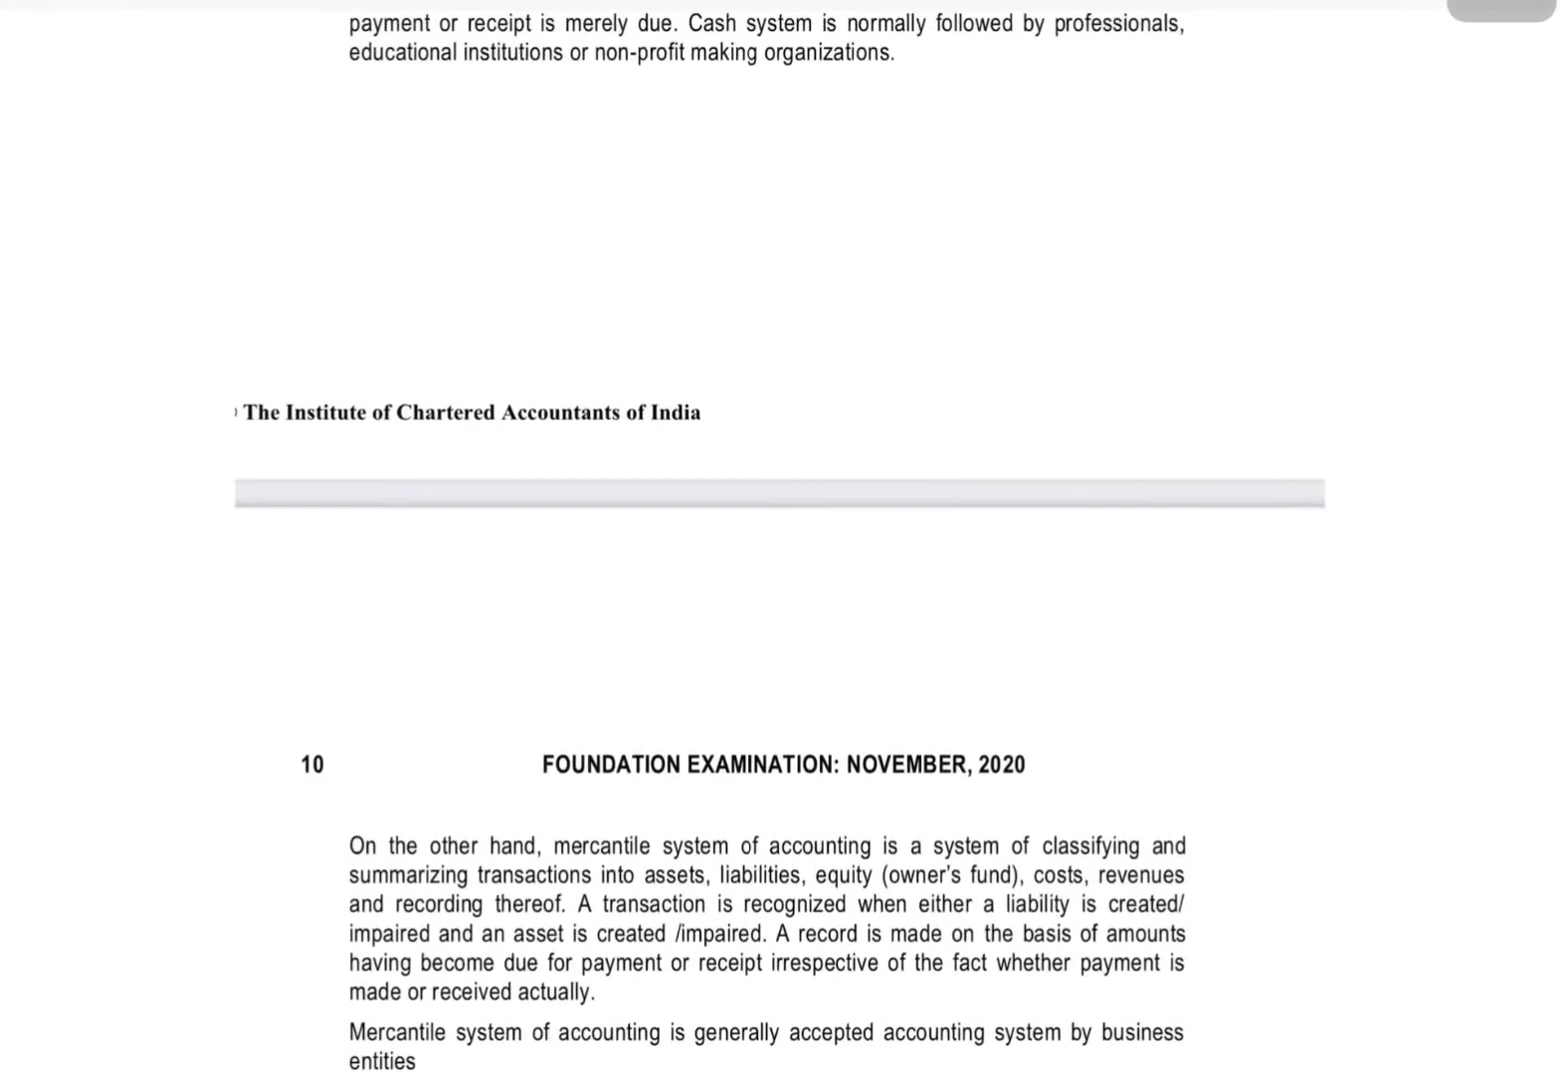 payment or receipt is merely due. Cash system is normally followed by professionals,
educational institutions or non-profit making organizations.
The Institute of Chartered Accountants of India
10
FOUNDATION EXAMINATION: NOVEMBER, 2020
On the other hand, mercantile system of accounting is a system of classifying and
summarizing transactions into assets, liabilities, equity (owner's fund), costs, revenues
and recording thereof. A transaction is recognized when either a liability is created/
impaired and an asset is created /impaired. A record is made on the basis of amounts
having become due for payment or receipt irrespective of the fact whether payment is
made or received actually.
Mercantile system of accounting is generally accepted accounting system by business
entities